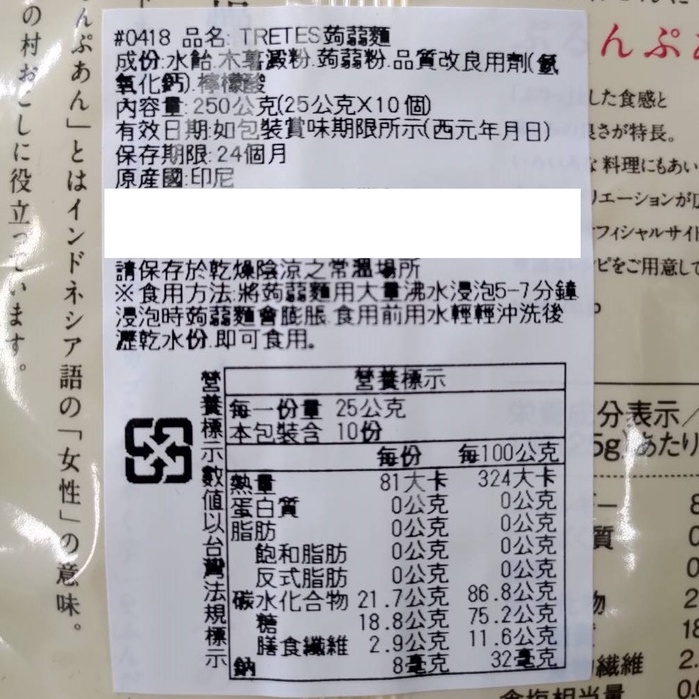 #0418 品名: TRETES蒟蒻麵
成份:水飴.木薯澱粉.蒟蒻粉.品質改良用劑(氫
氧化鈣).檸檬酸
內容量:250公克(25公克X10個)
有效日期:如包裝賞味期限所示(西元年月日)
保存期限:24個月
原產國:印尼
請保存於乾燥陰涼之常溫場所
※食用方法:將蒟蒻麵用大量沸水浸泡5-7分鐘
浸泡時蒟蒻麵會膨脹.食用前用水輕輕沖洗後
瀝乾水份.即可食用。
營養標示
每一份量 25公克
本包裝含 10份
每份 每100公克
熱量 81大卡 324大卡
蛋白質 0公克 0公克
脂肪 0公克 0公克
飽和脂肪 0公克 0公克
反式脂肪 0公克 0公克
碳水化合物 21.7公克 86.8公克
糖 18.8公克 75.2公克
膳食纖維 2.9公克 11.6公克
鈉 8毫克 32毫克
營養標示數值以台灣法規標示
んぷあん」とはインドネシア語の「女性」の意味。
の村おこしに役立っています。
んぷあ
した食感と
良さが特長。
な料理にもあい
リエーションが広
フィシャルサイト
ピをご用意して
分表示／
5g)あたり
質
物
繊維
食塩相当量